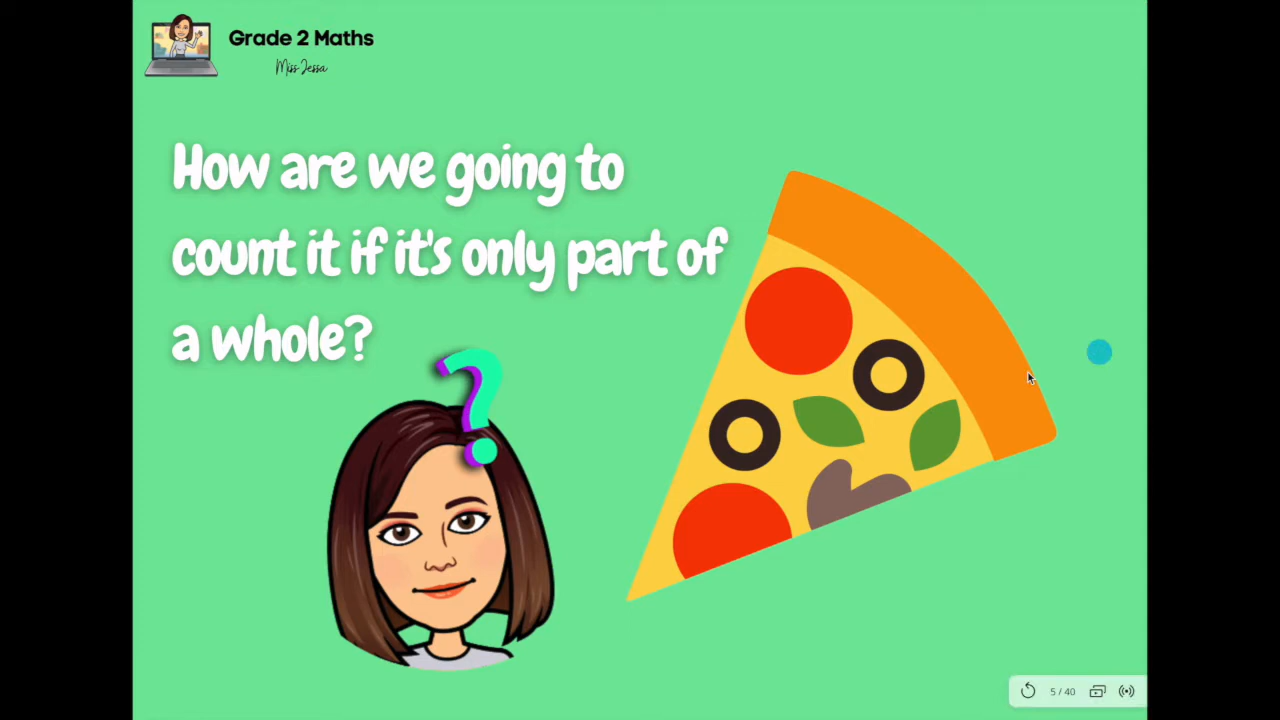 Grade 2 Maths
Miss Jessa
How are we going to
count it if it's only part of
a whole?
?
5 / 40